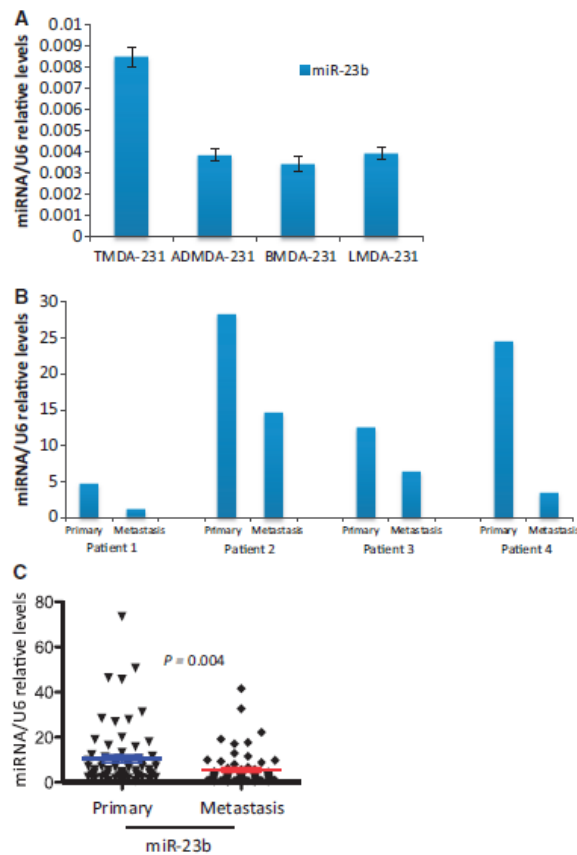 A
miRNA/U6 relative levels
0.01
0.009
0.008
0.007
0.006
0.005
0.004
0.003
0.002
0.001
0
miR-23b
TMDA-231 ADMDA-231 BMDA-231 LMDA-231
B
miRNA/U6 relative levels
30
25
20
15
10
5
0
Primary Metastasis Primary Metastasis Primary Metastasis Primary Metastasis
Patient 1 Patient 2 Patient 3 Patient 4
C
miRNA/U6 relative levels
80
60
40
20
0
P = 0.004
Primary Metastasis
miR-23b